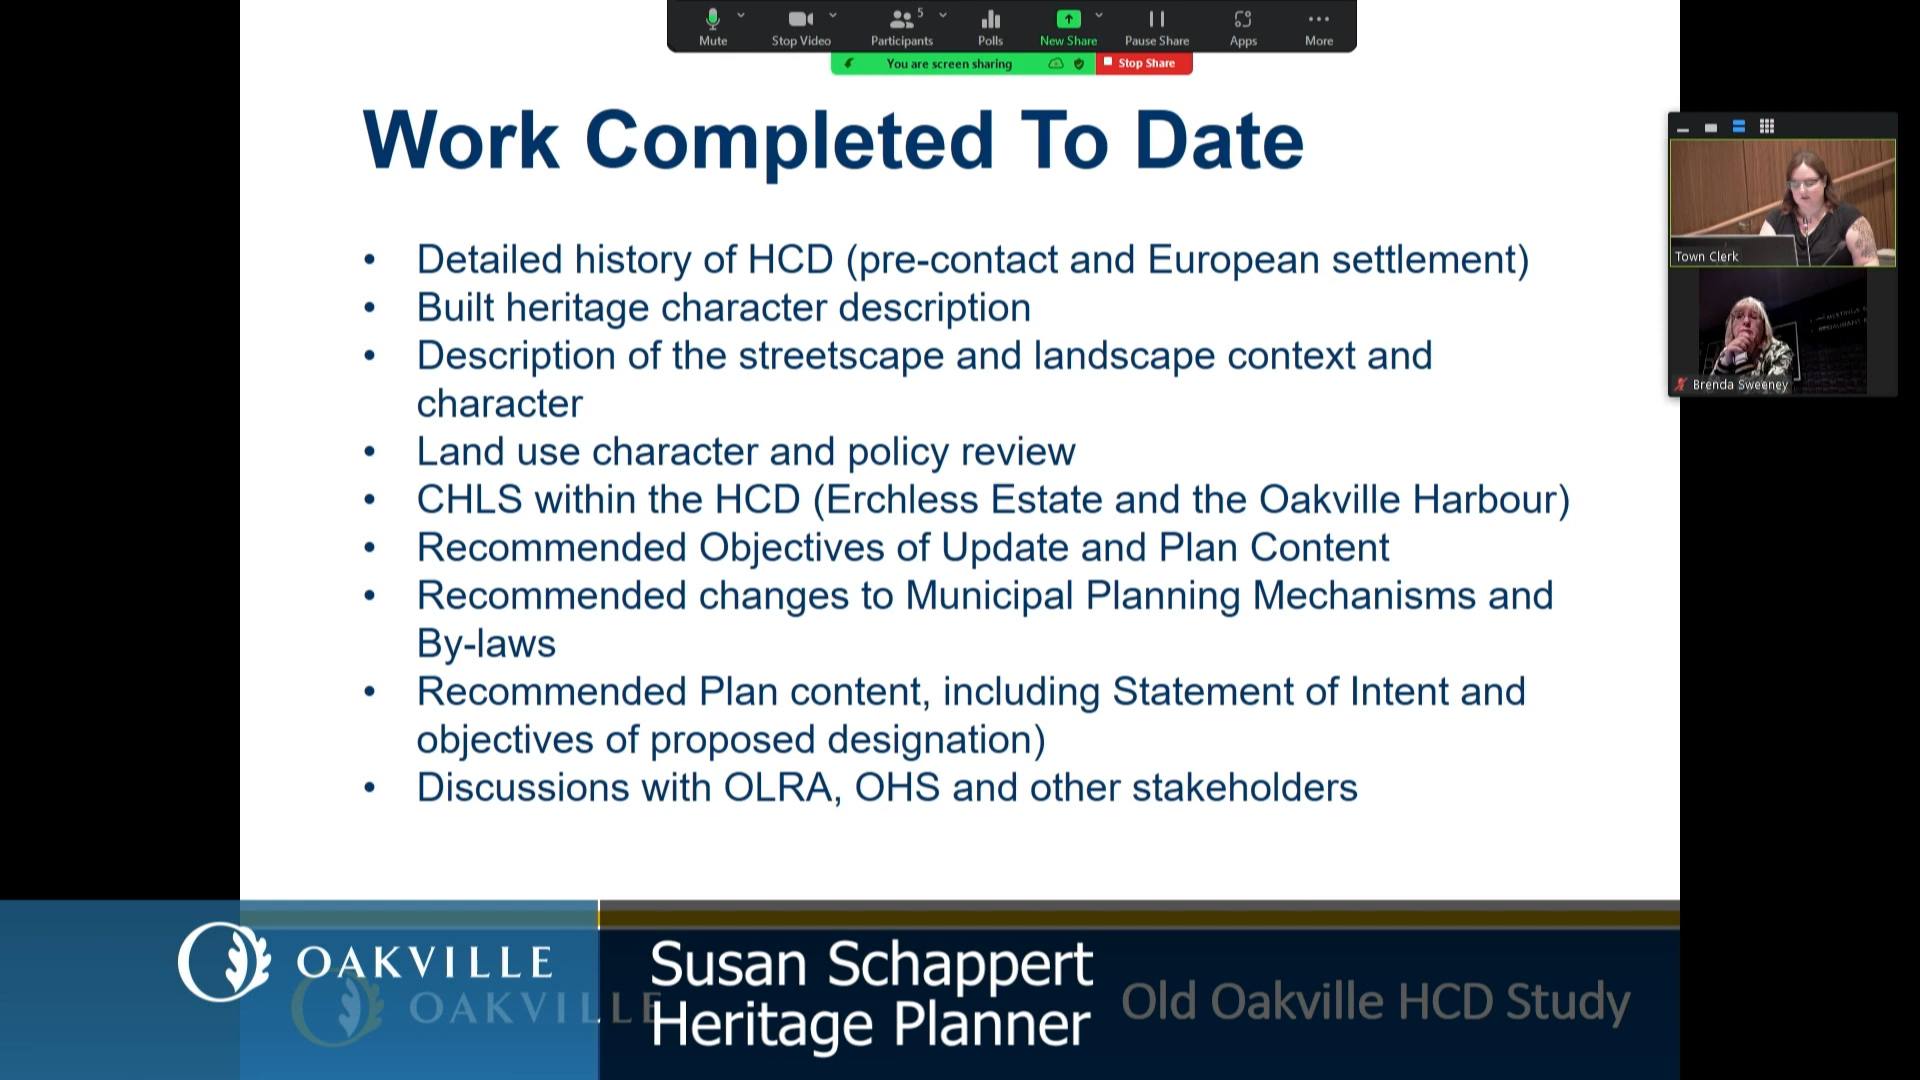 Mute
Stop Video
5
Participants
Polls
New Share
Pause Share
Apps
More
You are screen sharing
Stop Share
Work Completed To Date
• Detailed history of HCD (pre-contact and European settlement)
• Built heritage character description
• Description of the streetscape and landscape context and
character
• Land use character and policy review
• CHLS within the HCD (Erchless Estate and the Oakville Harbour)
• Recommended Objectives of Update and Plan Content
• Recommended changes to Municipal Planning Mechanisms and
By-laws
• Recommended Plan content, including Statement of Intent and
objectives of proposed designation)
• Discussions with OLRA, OHS and other stakeholders
Town Clerk
Brenda Sweeney
OAKVILLE
OAKVILLE
Susan Schappert
Heritage Planner
Old Oakville HCD Study